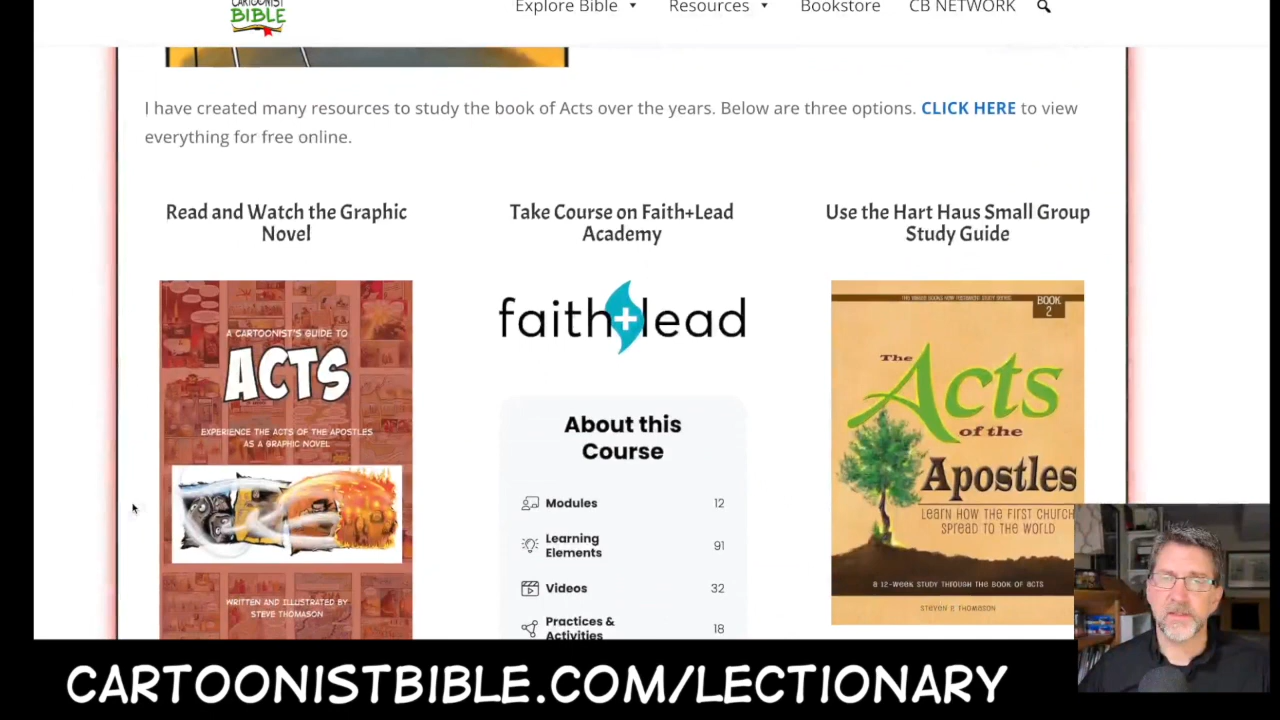 CARTOONIST
BIBLE
Explore Bible
Resources
Bookstore
CB NETWORK
I have created many resources to study the book of Acts over the years. Below are three options. CLICK HERE to view
everything for free online.
Read and Watch the Graphic
Novel
A CARTOONIST'S GUIDE TO
ACTS
EXPERIENCE THE ACTS OF THE APOSTLES
AS A GRAPHIC NOVEL
WRITTEN AND ILLUSTRATED BY
STEVE THOMASON
Take Course on Faith+Lead
Academy
faith+lead
About this
Course
Modules 12
Learning
Elements 91
Videos 32
Practices &
Activities 18
Use the Hart Haus Small Group
Study Guide
BOOK
2
The
Acts
of the
Apostles
LEARN HOW THE FIRST CHURCH
SPREAD TO THE WORLD
A 12-WEEK STUDY THROUGH THE BOOK OF ACTS
STEVEN P. THOMASON
CARTOONISTBIBLE.COM/LECTIONARY